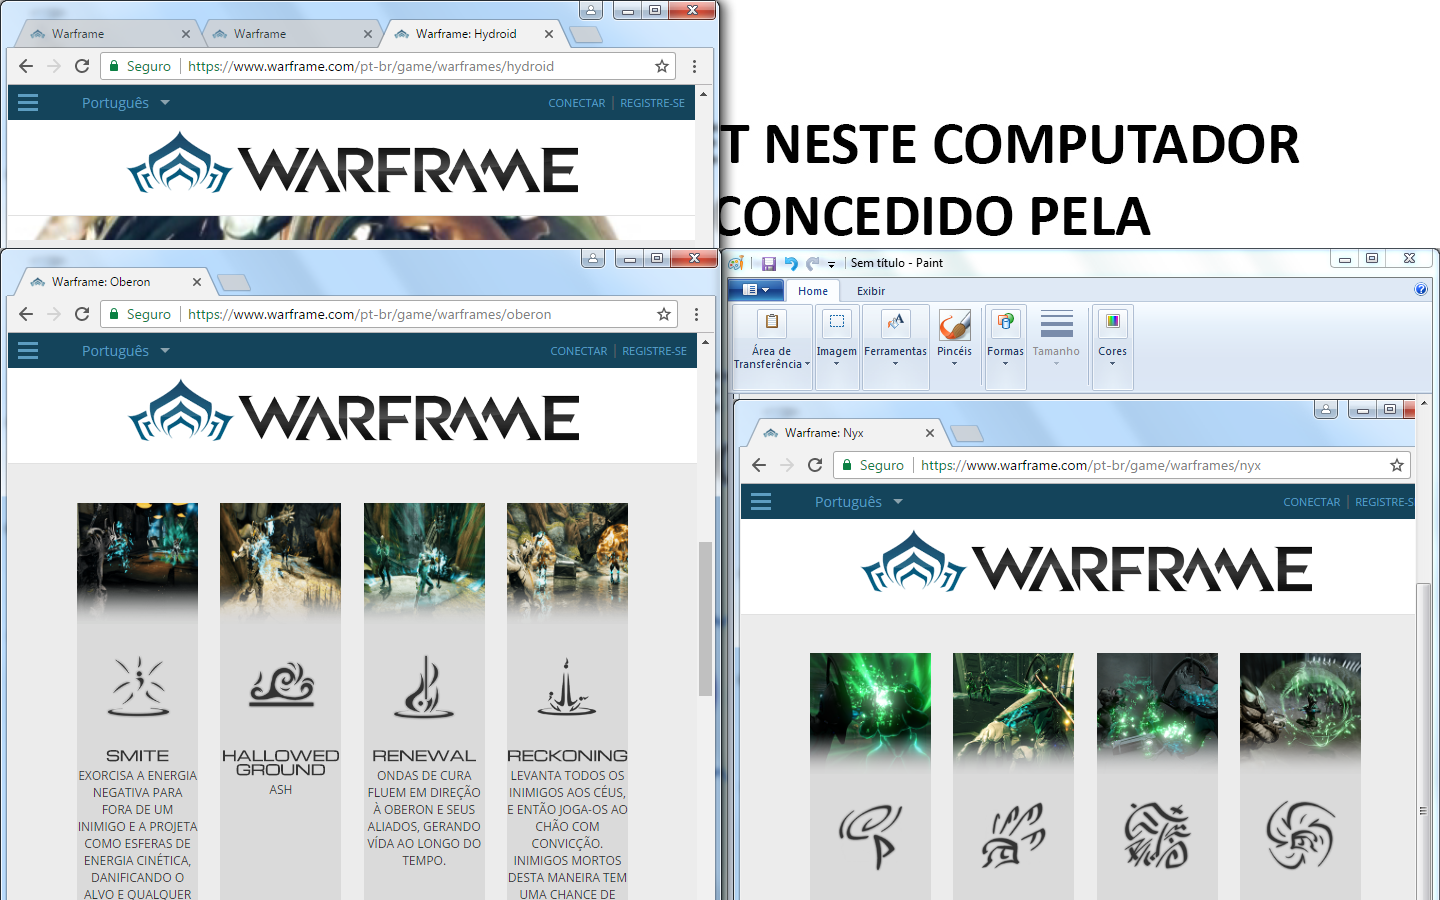 Warframe
Warframe
Warframe: Hydroid
Seguro
https://www.warframe.com/pt-br/game/warframes/hydroid
Português
CONECTAR
REGISTRE-SE
WARFRAME
T NESTE COMPUTADOR
CONCEDIDO PELA
Warframe: Oberon
Seguro
https://www.warframe.com/pt-br/game/warframes/oberon
Português
CONECTAR
REGISTRE-SE
WARFRAME
SMITE
EXORCISA A ENERGIA
NEGATIVA PARA
FORA DE UM
INIMIGO E A PROJETA
COMO ESFERAS DE
ENERGIA CINÉTICA,
DANIFICANDO O
ALVO E QUALQUER
HALLOWED
GROUND
ASH
RENEWAL
ONDAS DE CURA
FLUEM EM DIREÇÃO
À OBERON E SEUS
ALIADOS, GERANDO
VÍDA AO LONGO DO
TEMPO.
RECKONING
LEVANTA TODOS OS
INIMIGOS AOS CÉUS,
E ENTÃO JOGA-OS AO
CHÃO COM
CONVICÇÃO.
INIMIGOS MORTOS
DESTA MANEIRA TEM
UMA CHANCE DE
Sem título - Paint
Home
Exibir
Área de
Transferência
Imagem
Ferramentas
Pincéis
Formas
Tamanho
Cores
Warframe: Nyx
Seguro
https://www.warframe.com/pt-br/game/warframes/nyx
Português
CONECTAR
REGISTRE-S
WARFRAME